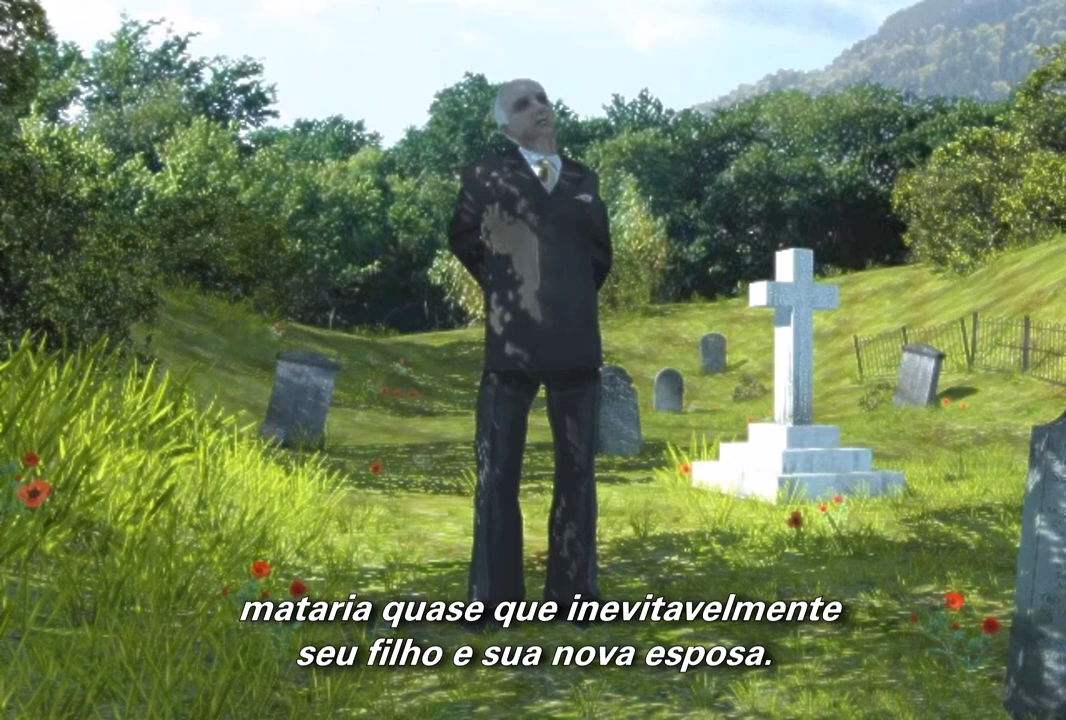 mataria quase que inevitavelmente
seu filho e sua nova esposa.